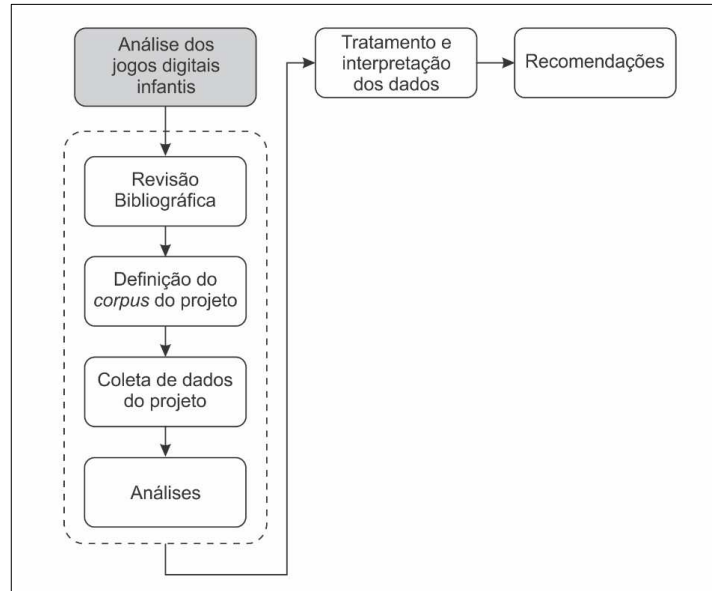 Análise dos
jogos digitais
infantis
Revisão
Bibliográfica
Definição do
corpus do projeto
Coleta de dados
do projeto
Análises
Tratamento e
interpretação
dos dados
Recomendações